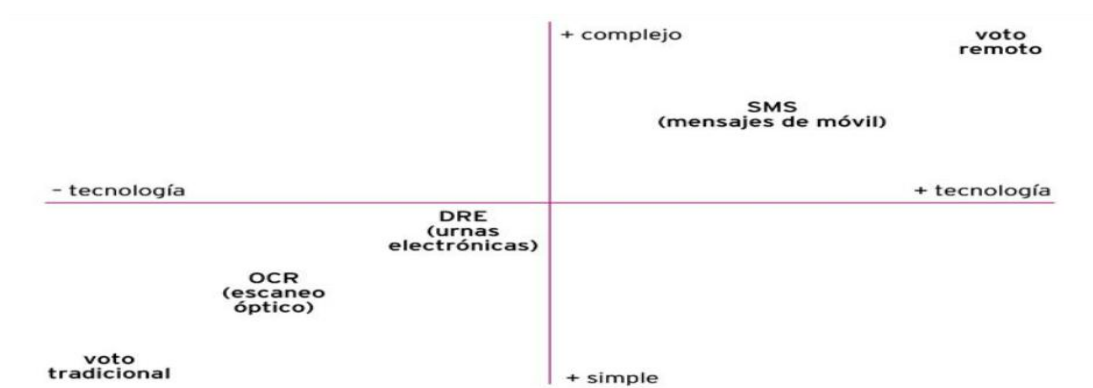 + complejo
voto
remoto
SMS
(mensajes de móvil)
- tecnología
+ tecnología
DRE
(urnas
electrónicas)
OCR
(escaneo
óptico)
voto
tradicional
+ simple